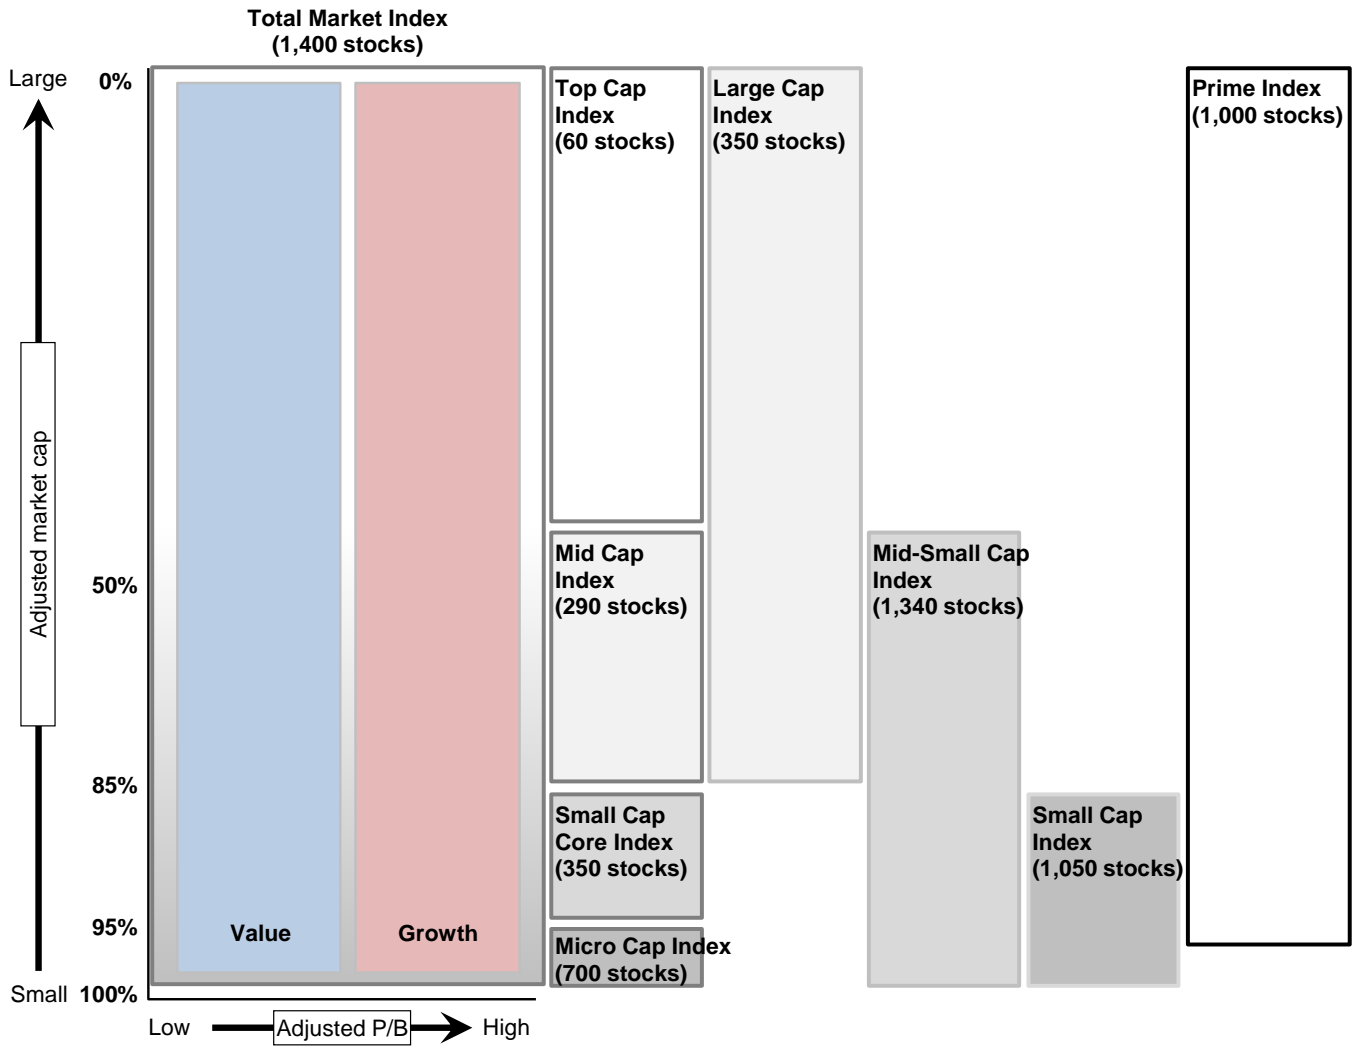 Total Market Index
(1,400 stocks)
Large
0%
Top Cap
Index
(60 stocks)
Large Cap
Index
(350 stocks)
Prime Index
(1,000 stocks)
Adjusted market cap
50%
Mid Cap
Index
(290 stocks)
Mid-Small Cap
Index
(1,340 stocks)
85%
Small Cap
Core Index
(350 stocks)
Small Cap
Index
(1,050 stocks)
95%
Value
Growth
Micro Cap Index
(700 stocks)
Small
100%
Low
Adjusted P/B
High